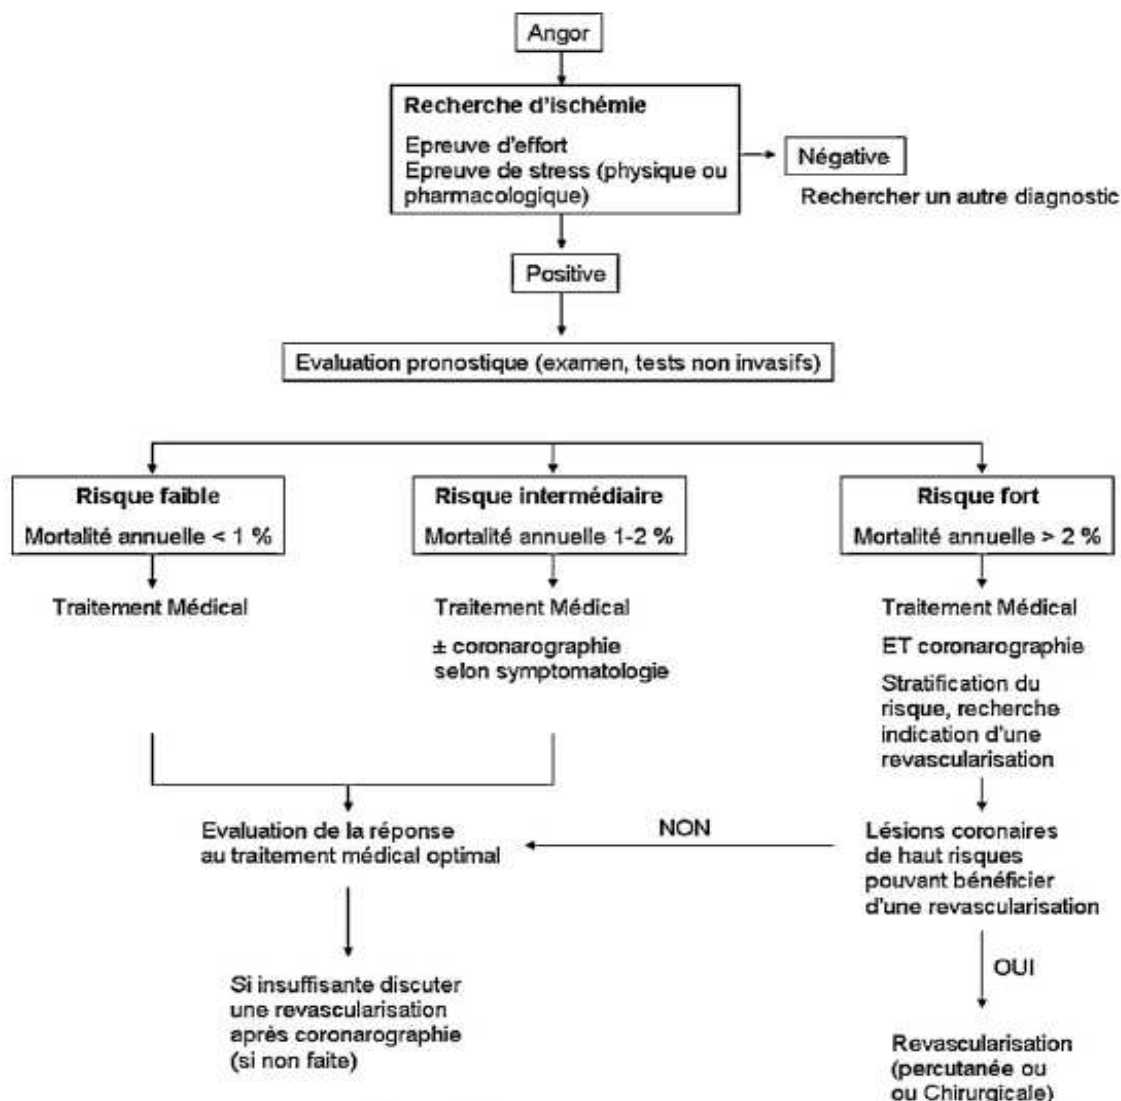 Angor
Recherche d'ischémie
Epreuve d'effort
Epreuve de stress (physique ou
pharmacologique)
Négative
Rechercher un autre diagnostic
Positive
Evaluation pronostique (examen, tests non invasifs)
Risque faible
Mortalité annuelle < 1 %
Risque intermédiaire
Mortalité annuelle 1-2 %
Risque fort
Mortalité annuelle > 2 %
Traitement Médical
Traitement Médical
± coronarographie
selon symptomatologie
Traitement Médical
ET coronarographie
Stratification du
risque, recherche
indication d'une
revascularisation
Evaluation de la réponse
au traitement médical optimal
NON
Lésions coronaires
de haut risques
pouvant bénéficier
d'une revascularisation
OUI
Si insuffisante discuter
une revascularisation
après coronarographie
(si non faite)
Revascularisation
(percutanée ou
ou Chirurgicale)